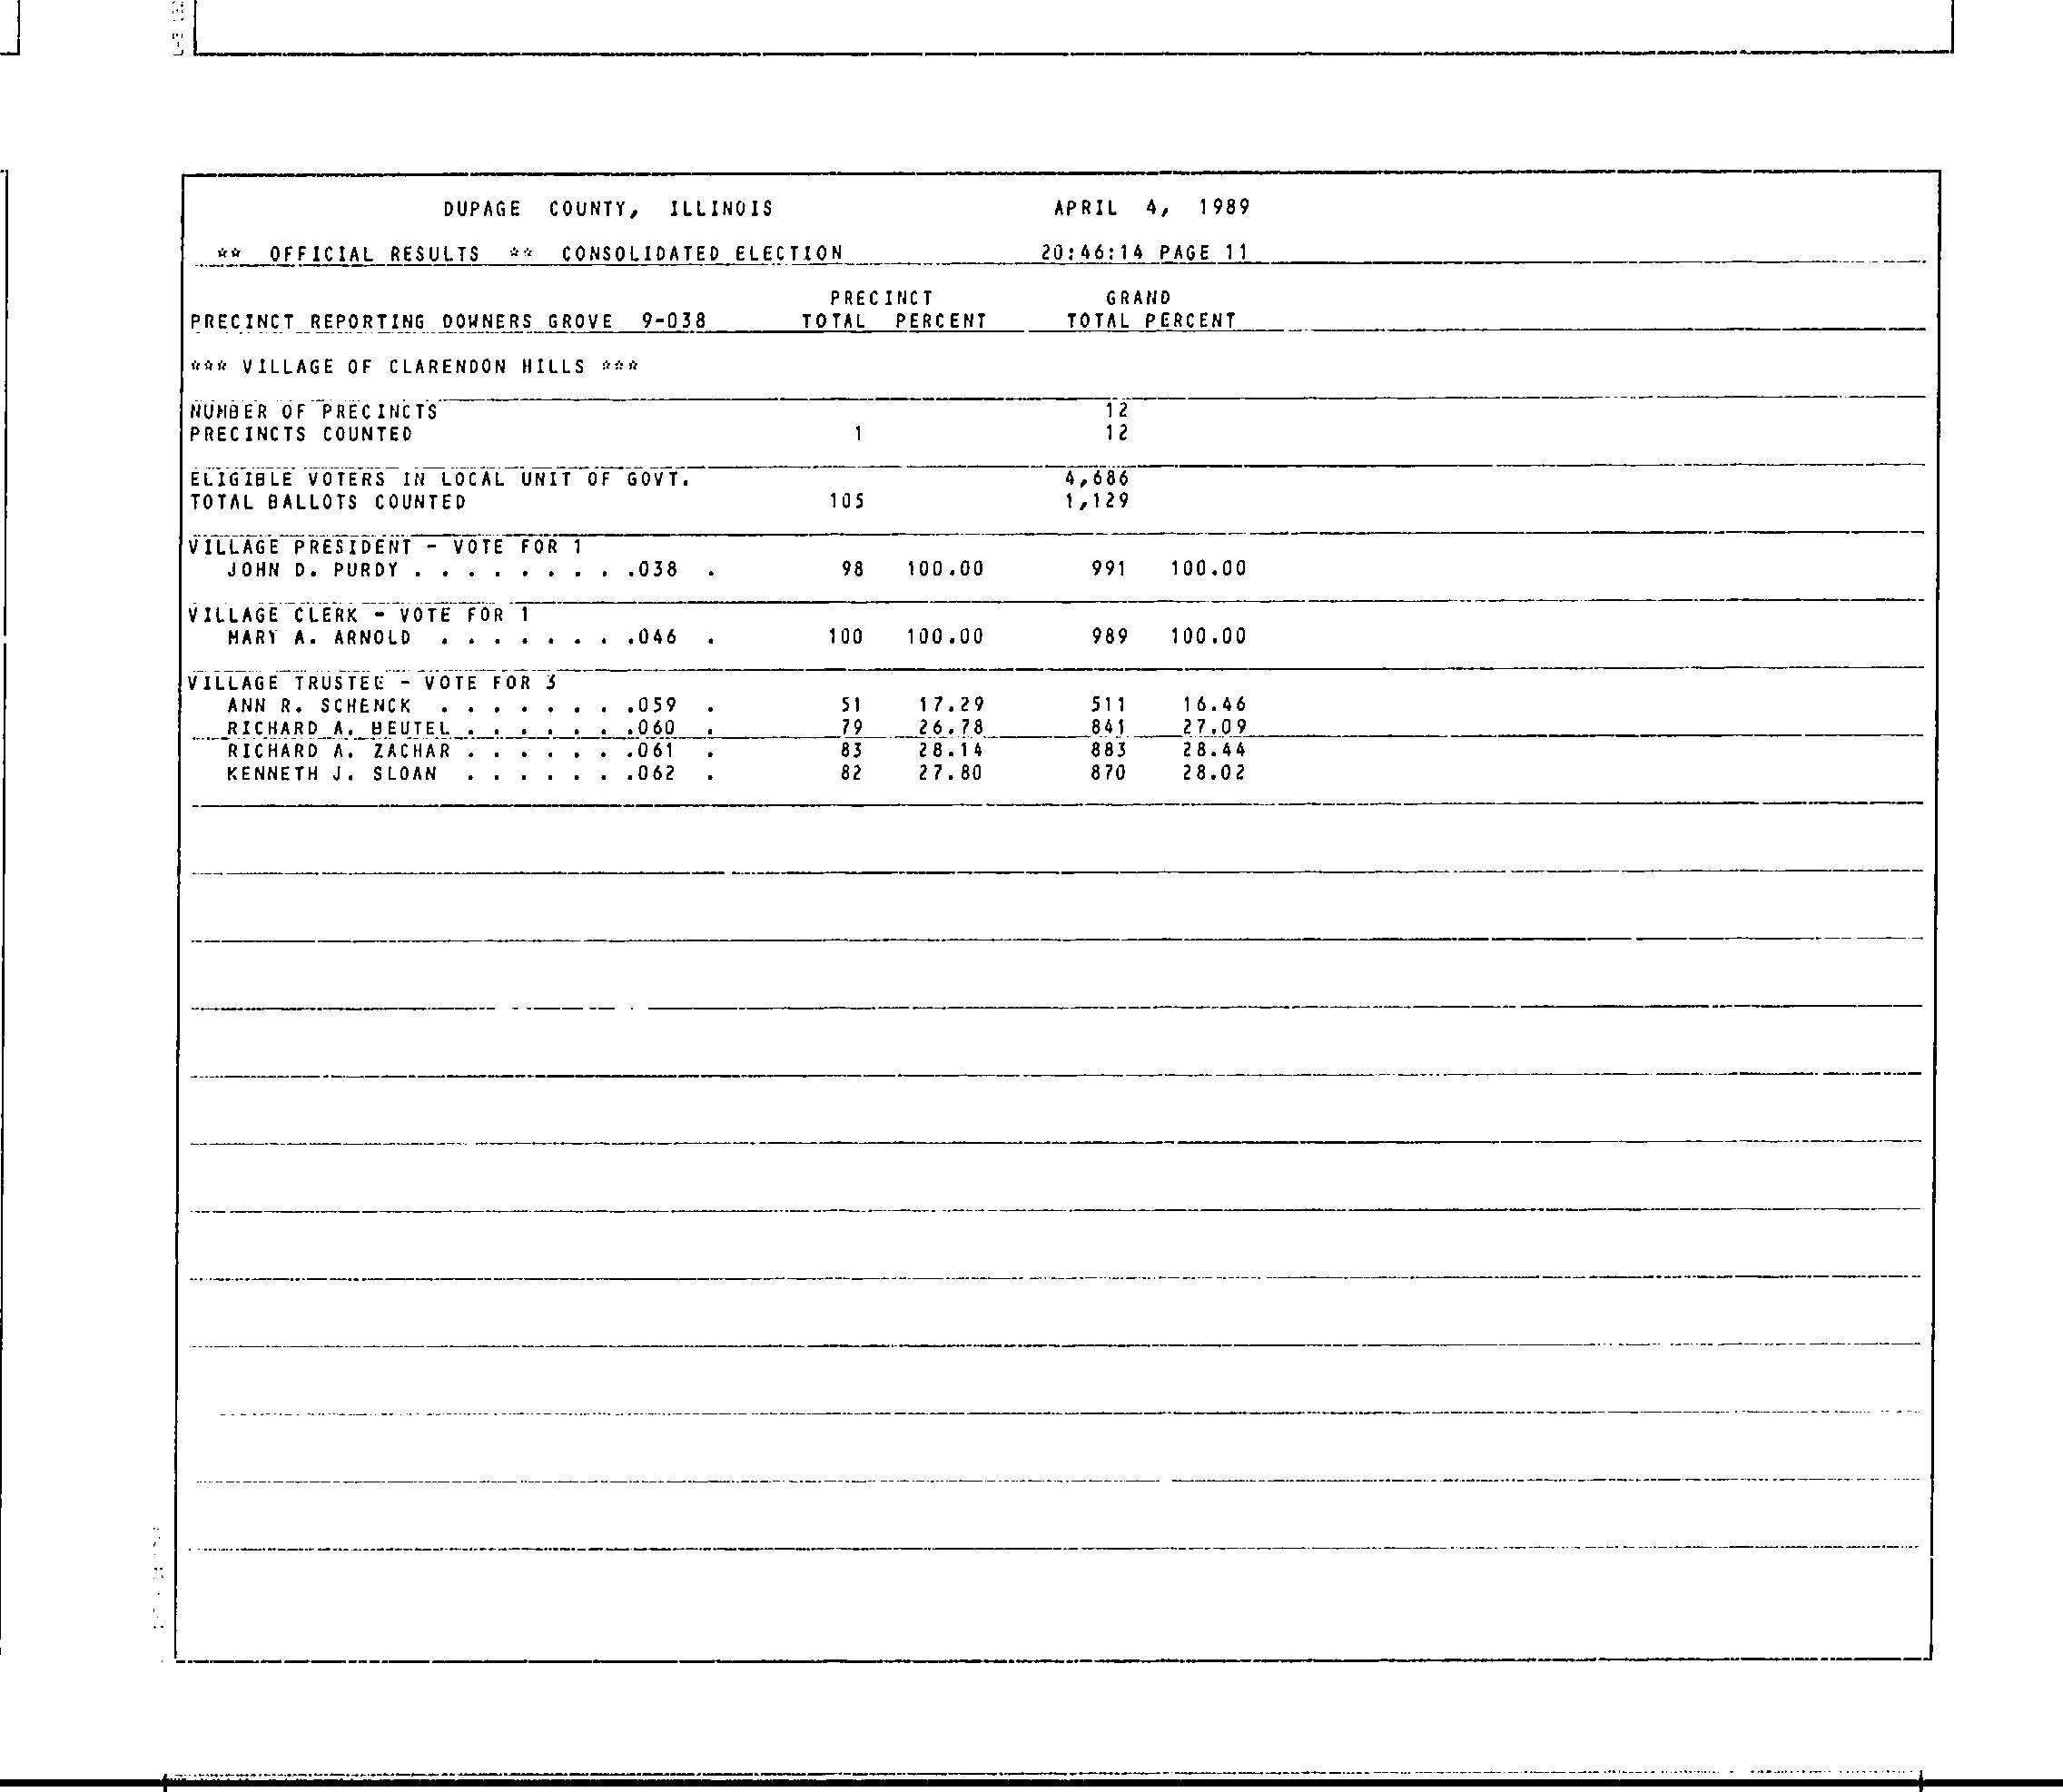 DUPAGE COUNTY, ILLINOIS APRIL 4, 1989
** OFFICIAL RESULTS ** CONSOLIDATED ELECTION 20:46:14 PAGE 11
PRECINCT GRAND
PRECINCT REPORTING DOWNERS GROVE 9-038 TOTAL PERCENT TOTAL PERCENT
*** VILLAGE OF CLARENDON HILLS ***
NUMBER OF PRECINCTS 12
PRECINCTS COUNTED 1 12
ELIGIBLE VOTERS IN LOCAL UNIT OF GOVT. 4,686
TOTAL BALLOTS COUNTED 105 1,129
VILLAGE PRESIDENT - VOTE FOR 1
JOHN D. PURDY . . . . . . . . .038 . 98 100.00 991 100.00
VILLAGE CLERK - VOTE FOR 1
MARY A. ARNOLD . . . . . . . .046 . 100 100.00 989 100.00
VILLAGE TRUSTEE - VOTE FOR 3
ANN R. SCHENCK . . . . . . . .059 . 51 17.29 511 16.46
RICHARD A. BEUTEL . . . . . . .060 . 79 26.78 841 27.09
RICHARD A. ZACHAR . . . . . . .061 . 83 28.14 883 28.44
KENNETH J. SLOAN . . . . . . .062 . 82 27.80 870 28.02